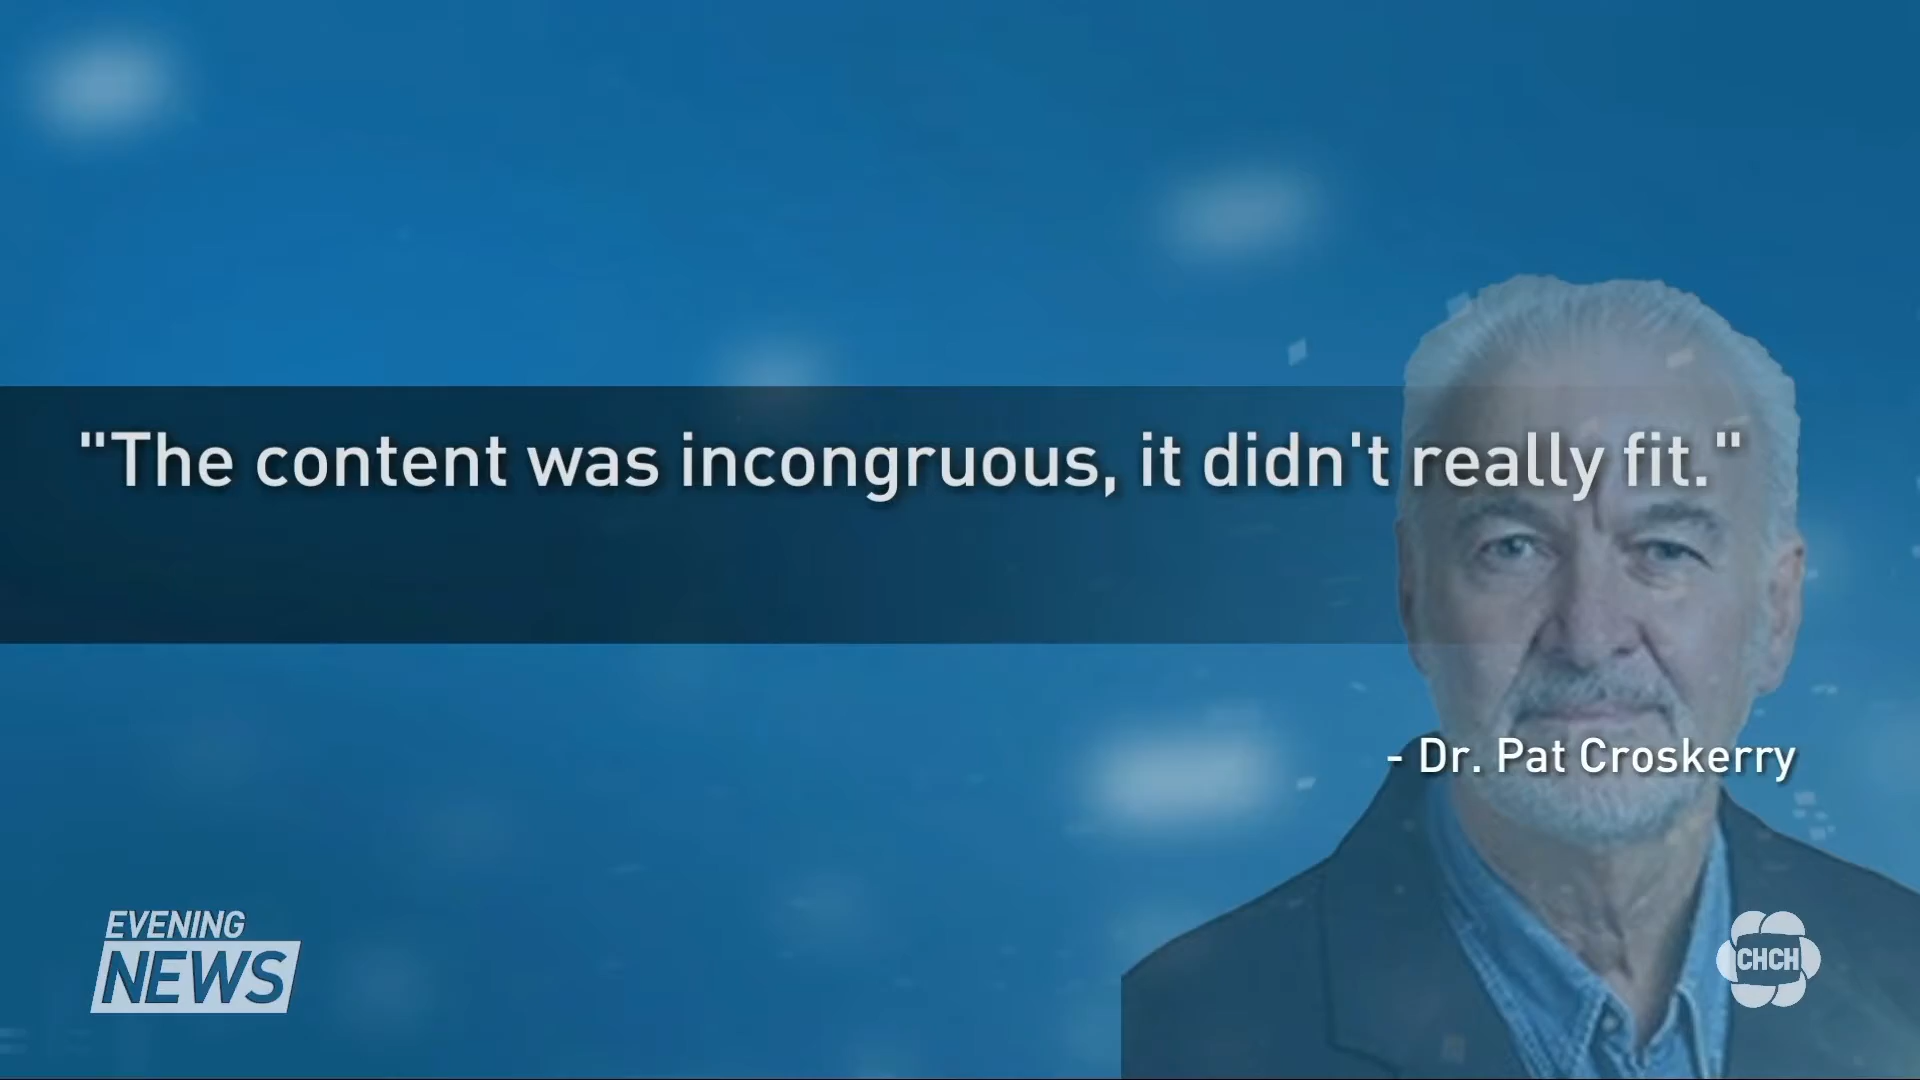 "The content was incongruous, it didn't really fit."
- Dr. Pat Croskerry
EVENING
NEWS
CHCH